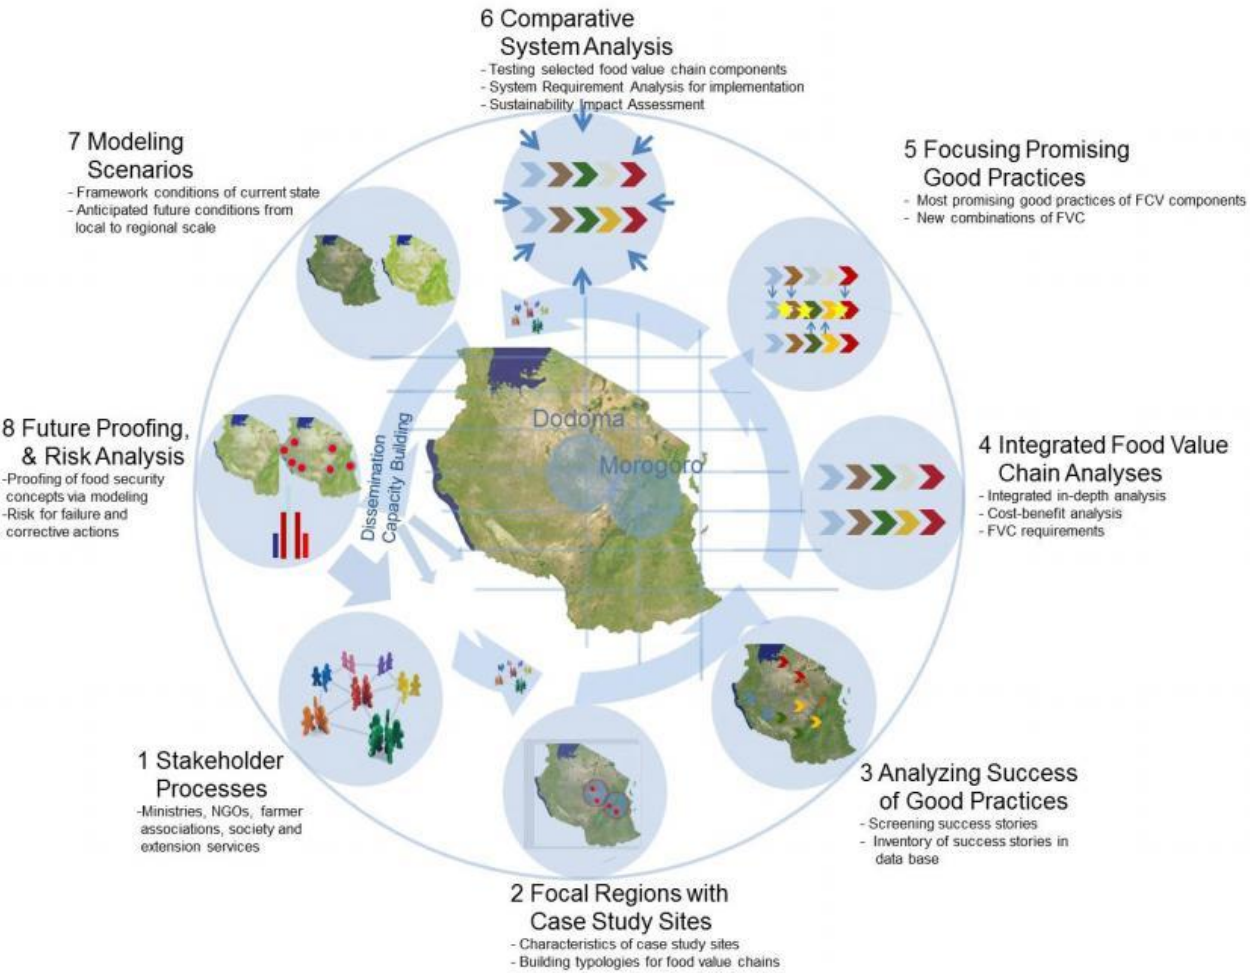 6 Comparative
System Analysis
- Testing selected food value chain components
- System Requirement Analysis for implementation
- Sustainability Impact Assessment
7 Modeling
Scenarios
- Framework conditions of current state
- Anticipated future conditions from
local to regional scale
5 Focusing Promising
Good Practices
- Most promising good practices of FCV components
- New combinations of FVC
8 Future Proofing,
& Risk Analysis
-Proofing of food security
concepts via modeling
-Risk for failure and
corrective actions
Dissemination
Capacity Building
Dodoma
Morogoro
4 Integrated Food Value
Chain Analyses
- Integrated in-depth analysis
- Cost-benefit analysis
- FVC requirements
1 Stakeholder
Processes
-Ministries, NGOs, farmer
associations, society and
extension services
3 Analyzing Success
of Good Practices
- Screening success stories
- Inventory of success stories in
data base
2 Focal Regions with
Case Study Sites
- Characteristics of case study sites
- Building typologies for food value chains